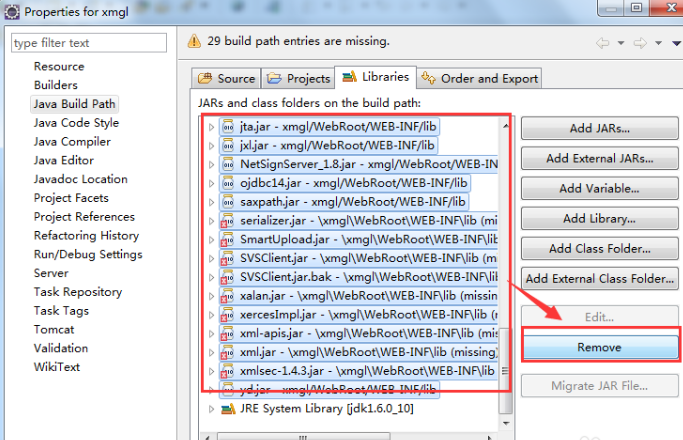 Properties for xmgl
type filter text
29 build path entries are missing.
Resource
Builders
Java Build Path
Java Code Style
Java Compiler
Java Editor
Javadoc Location
Project Facets
Project References
Refactoring History
Run/Debug Settings
Server
Task Repository
Task Tags
Tomcat
Validation
WikiText
Source Projects Libraries Order and Export
JARs and class folders on the build path:
jta.jar - xmgl/WebRoot/WEB-INF/lib
jxl.jar - xmgl/WebRoot/WEB-INF/lib
NetSignServer_1.8.jar - xmgl/WebRoot/WEB-IN
ojdbc14.jar - xmgl/WebRoot/WEB-INF/lib
saxpath.jar - xmgl/WebRoot/WEB-INF/lib
serializer.jar - \xmgl\WebRoot\WEB-INF\lib (mis
SmartUpload.jar - \xmgl\WebRoot\WEB-INF\lib
SVSClient.jar - \xmgl\WebRoot\WEB-INF\lib (m
SVSClient.jar.bak - \xmgl\WebRoot\WEB-INF\lib
xalan.jar - \xmgl\WebRoot\WEB-INF\lib (missing
xercesImpl.jar - \xmgl\WebRoot\WEB-INF\lib (m
xml-apis.jar - \xmgl\WebRoot\WEB-INF\lib (miss
xml.jar - \xmgl\WebRoot\WEB-INF\lib (missing)
xmlsec-1.4.3.jar - \xmgl\WebRoot\WEB-INF\lib
yd.jar - xmgl/WebRoot/WEB-INF/lib
JRE System Library [jdk1.6.0_10]
Add JARs...
Add External JARs...
Add Variable...
Add Library...
Add Class Folder...
Add External Class Folder...
Edit...
Remove
Migrate JAR File...